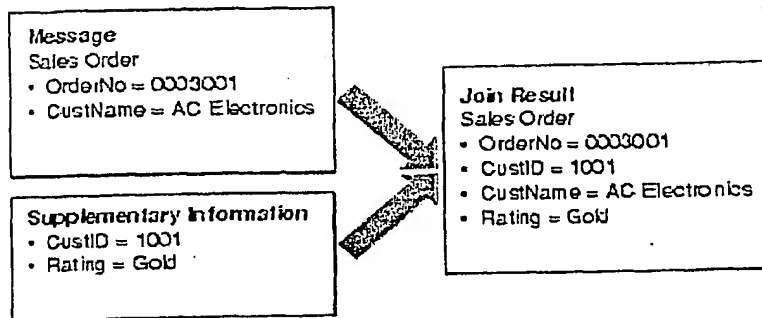 Message
Sales Order
• OrderNo = 0003001
• CustName = AC Electronics
Supplementary Information
• CustID = 1001
• Rating = Gold
Join Result
Sales Order
• OrderNo = 0003001
• CustID = 1001
• CustName = AC Electronics
• Rating = Gold